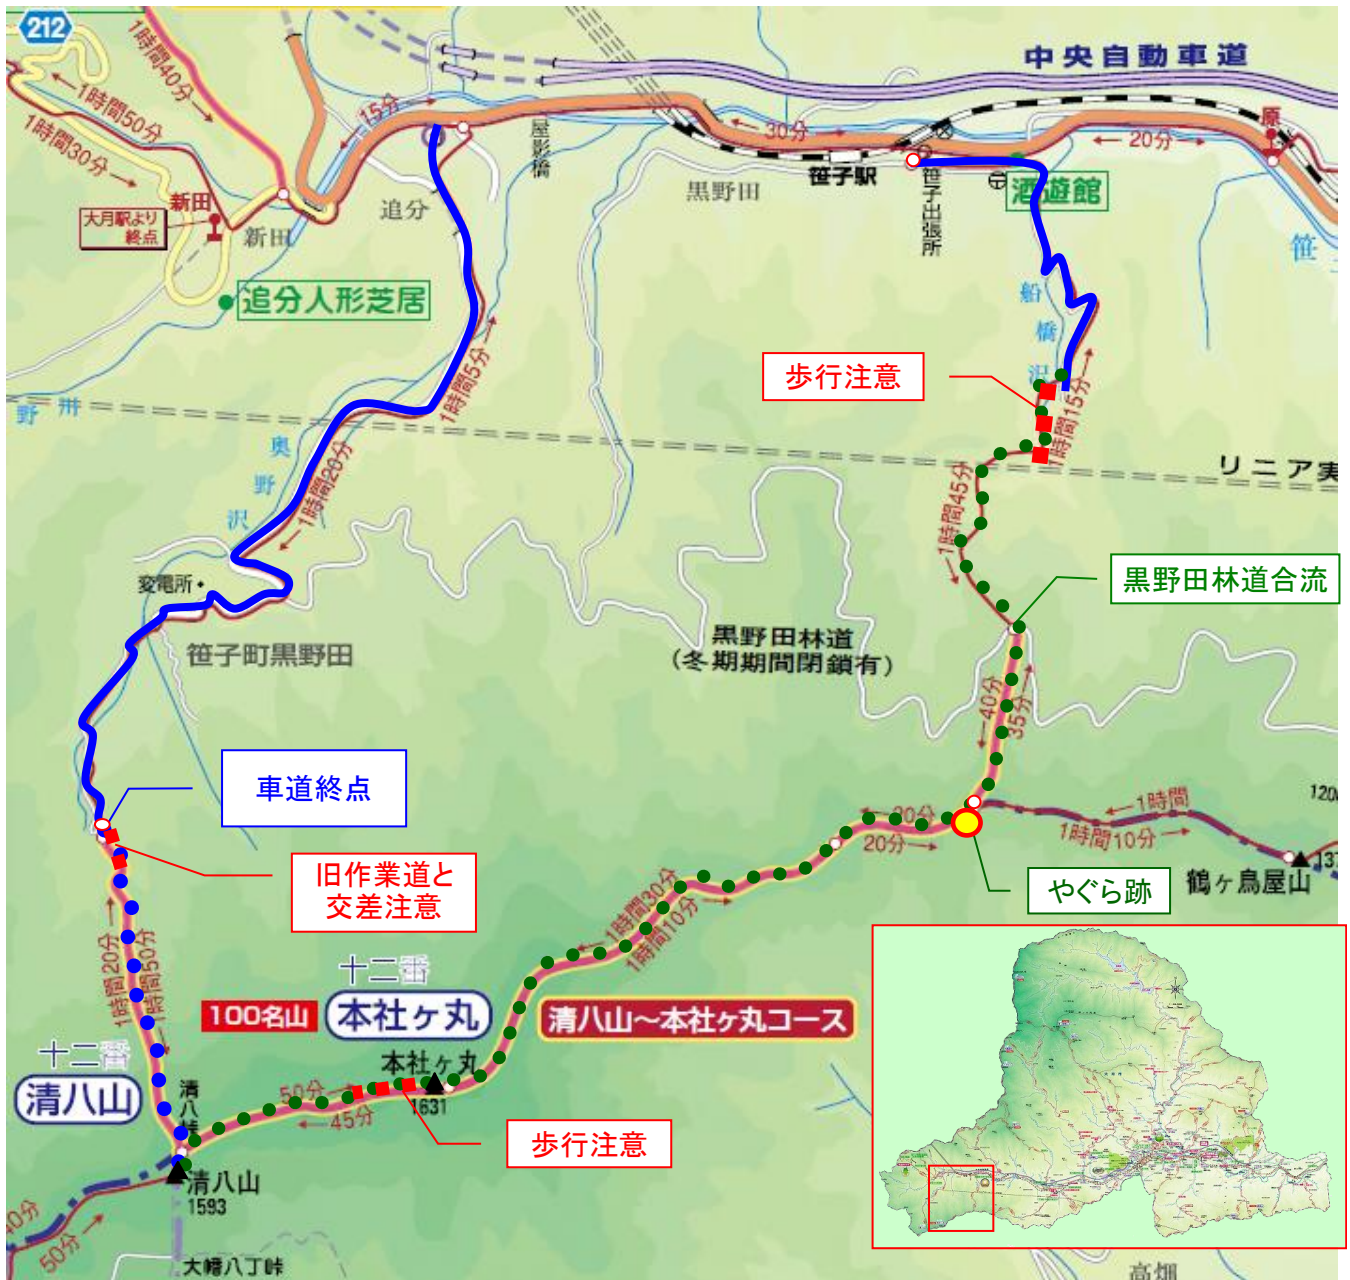 212
1時間40分
1時間50分
1時間30分
15分
中央自動車道
原
屋影橋
30分
20分
笹子駅
黒野田
笹子出張所
酒遊館
新田
大月駅より
終点
新田
追分
追分人形芝居
笹
船橋沢
歩行注意
1時間5分
1時間15分
野
奥野沢
1時間20分
リニア実
1時間45分
変電所
黒野田林道合流
笹子町黒野田
黒野田林道
(冬期期間閉鎖有)
40分
35分
車道終点
旧作業道と
交差注意
20分
1時間
1時間10分
鶴ヶ鳥屋山
やぐら跡
1時間30分
1時間10分
1時間20分
1時間50分
十二番
本社ヶ丸
100名山
清八山～本社ヶ丸コース
本社ヶ丸
1631
十二番
清八山
清八峠
50分
45分
歩行注意
清八山
1593
50分
大幡八丁峠
高畑